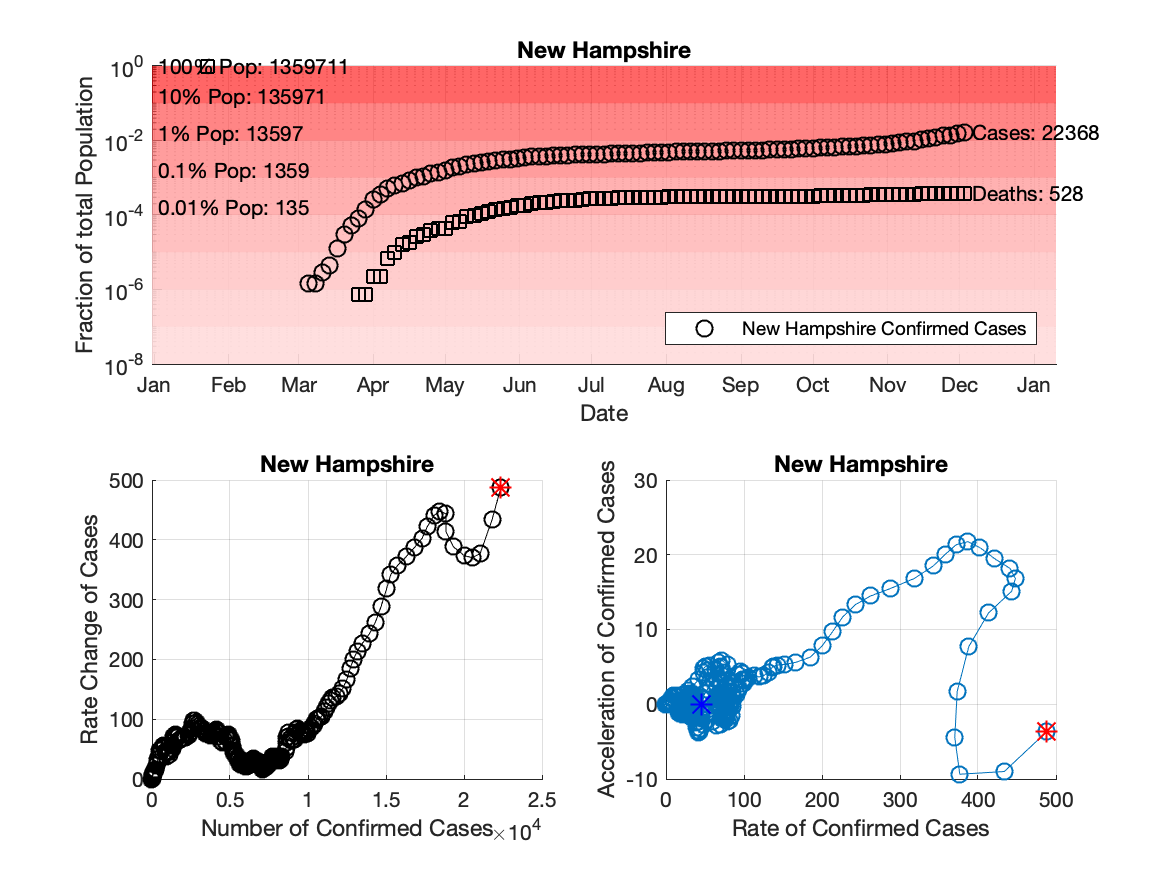 New Hampshire
Fraction of total Population
10^0
10^-2
10^-4
10^-6
10^-8
100% Pop: 1359711
10% Pop: 135971
1% Pop: 13597
0.1% Pop: 1359
0.01% Pop: 135
Cases: 22368
Deaths: 528
New Hampshire Confirmed Cases
Jan Feb Mar Apr May Jun Jul Aug Sep Oct Nov Dec Jan
Date
New Hampshire
Rate Change of Cases
500
400
300
200
100
0
0 0.5 1 1.5 2 2.5
Number of Confirmed Cases ×10^4
New Hampshire
Acceleration of Confirmed Cases
30
20
10
0
-10
0 100 200 300 400 500
Rate of Confirmed Cases